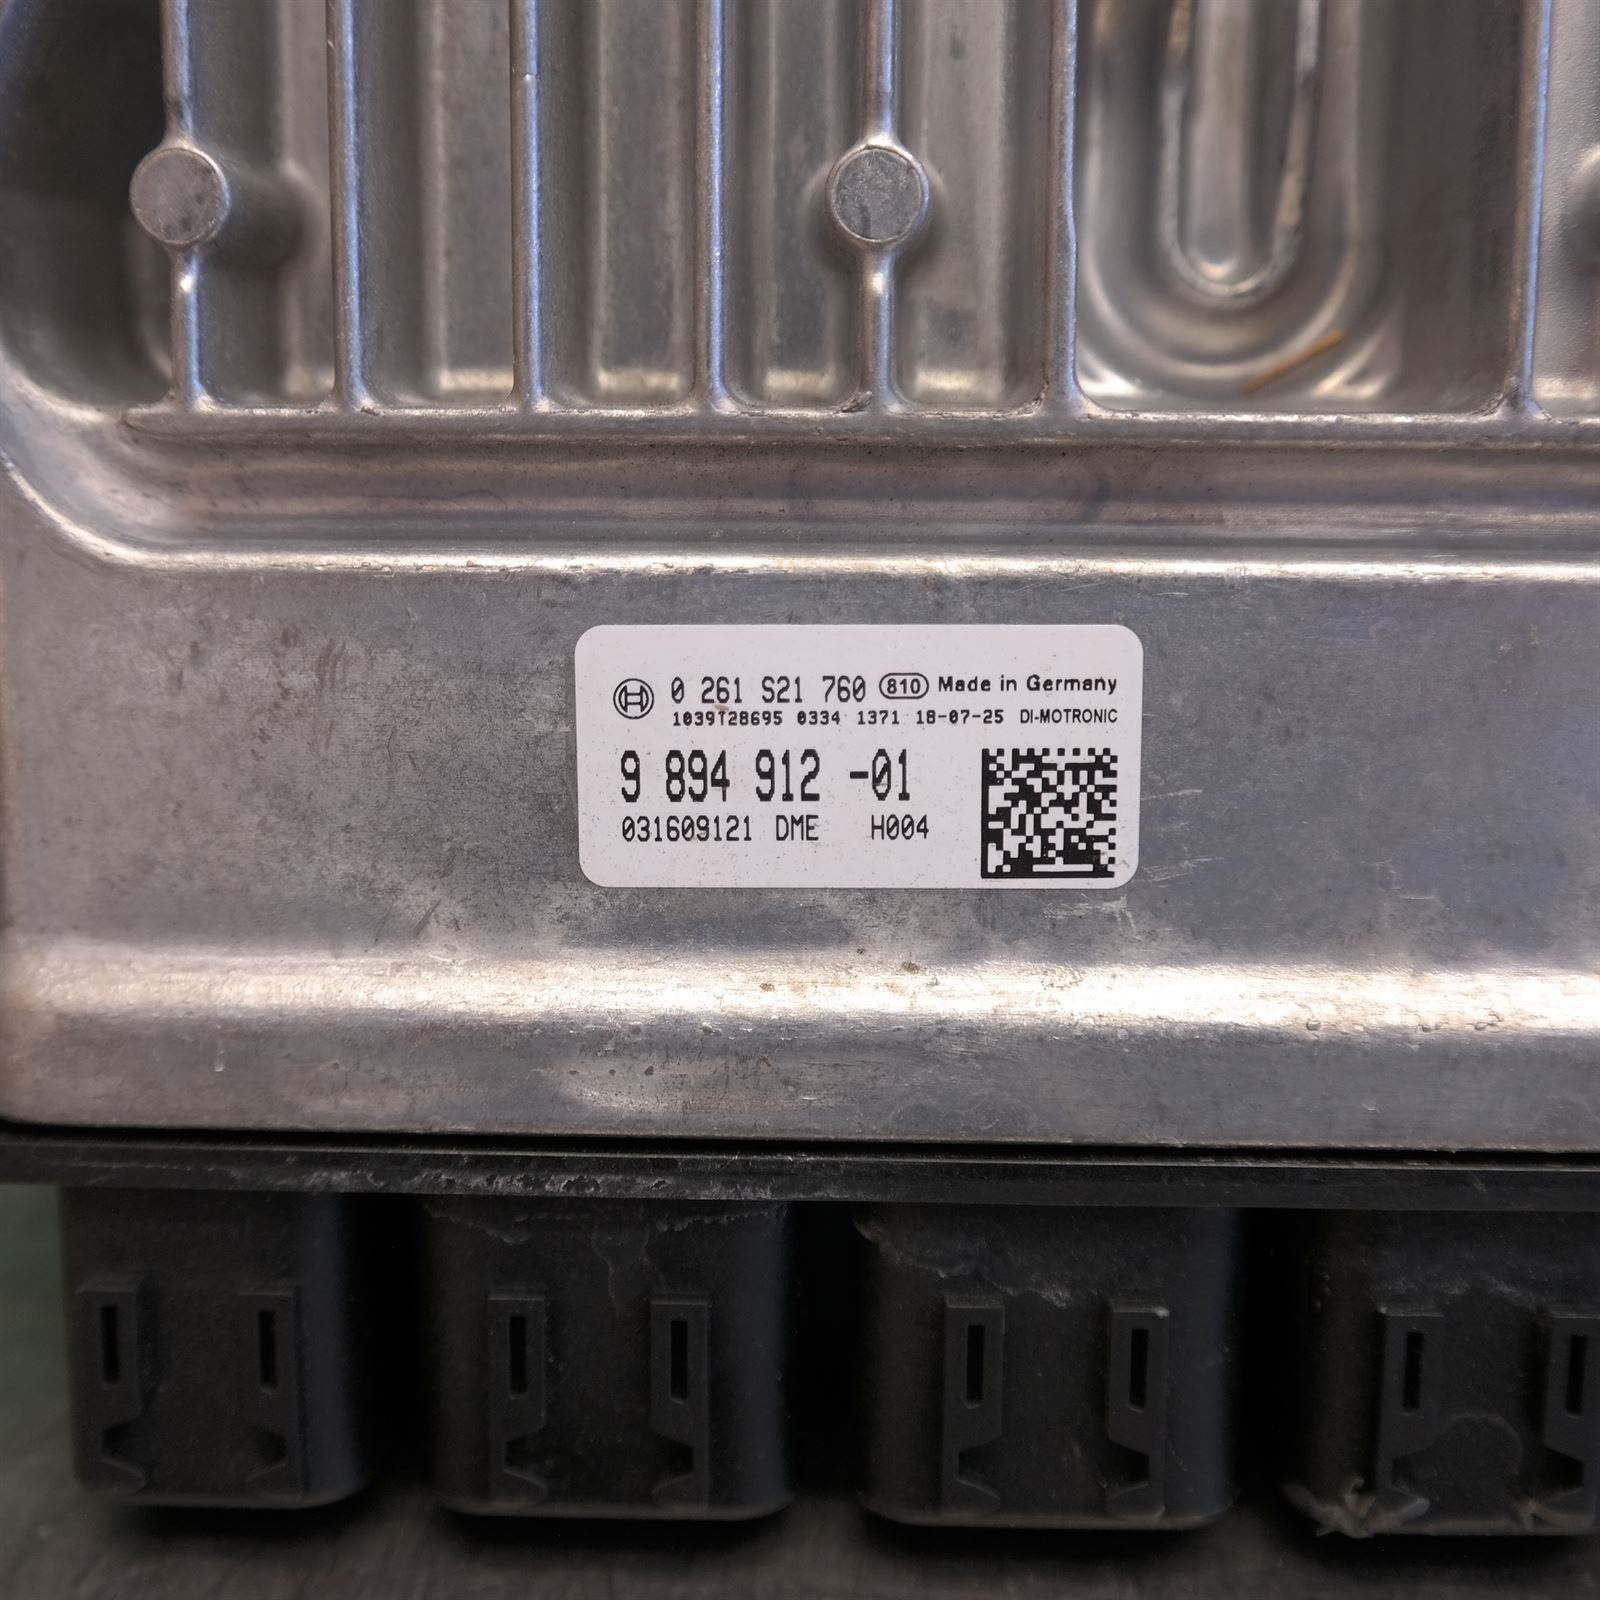 0 261 S21 760 810 Made in Germany
1039T28695 0334 1371 18-07-25 DI-MOTRONIC
9 894 912 -01
031609121 DME H004